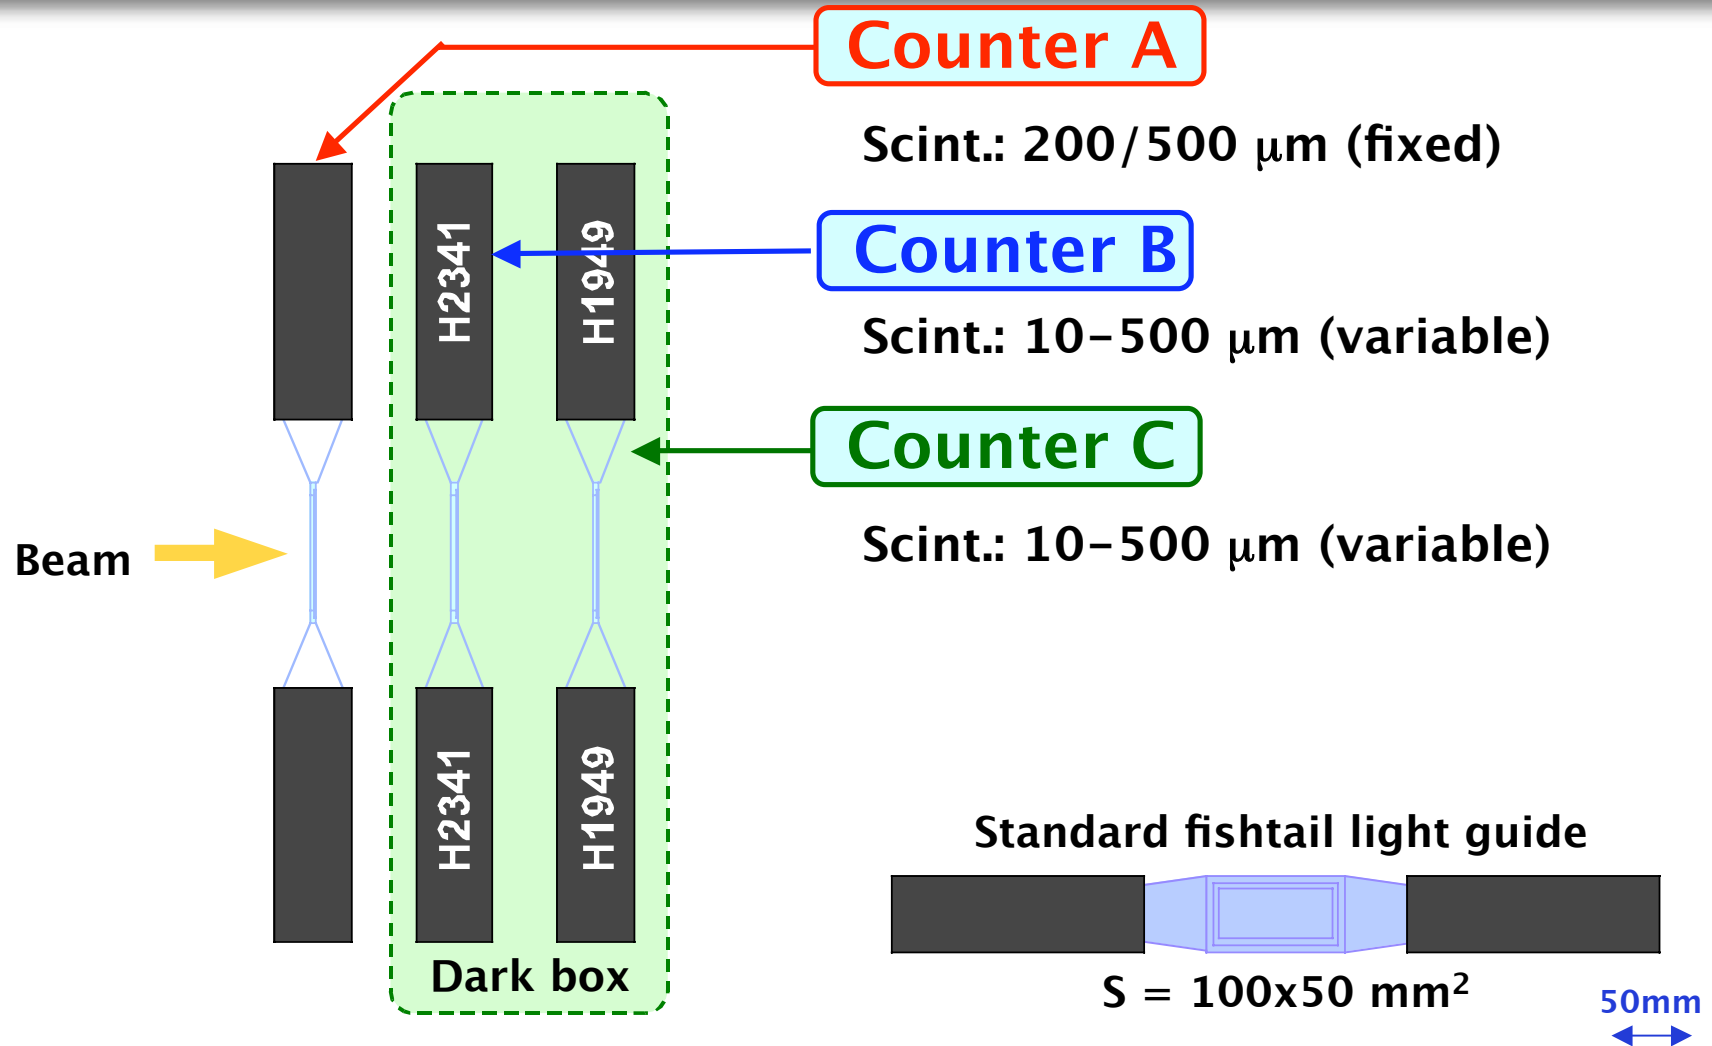 Counter A
Scint.: 200/500 μm (fixed)
H2341
H1949
Counter B
Scint.: 10-500 μm (variable)
Counter C
Beam
Scint.: 10-500 μm (variable)
H2341
H1949
Standard fishtail light guide
Dark box
S = 100x50 mm²
50mm